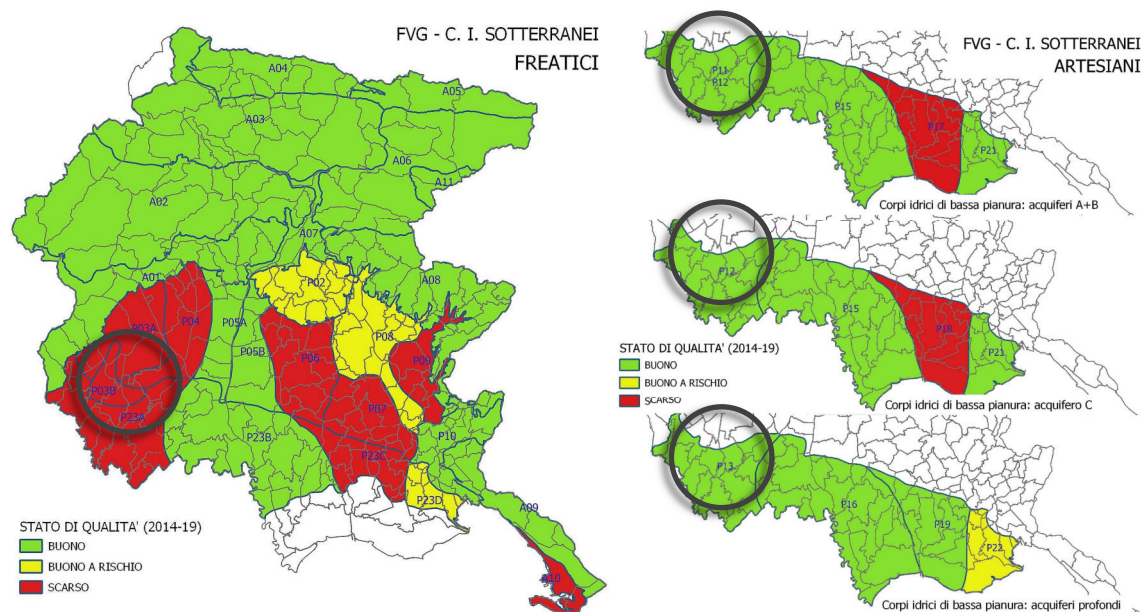 FVG - C. I. SOTTERRANEI
FREATICI
A04
A05
A03
A06
A11
A02
A07
A01
P02
A08
P03A
P04
P05A
P08
P05B
P06
P09
P03B
P23A
P07
P10
P23B
P23C
P23D
A09
A10
STATO DI QUALITA' (2014-19)
BUONO
BUONO A RISCHIO
SCARSO
FVG - C. I. SOTTERRANEI
ARTESIANI
P11
P12
P15
P17
P21
Corpi idrici di bassa pianura: acquiferi A+B
P12
P15
P18
P21
STATO DI QUALITA' (2014-19)
BUONO
BUONO A RISCHIO
SCARSO
Corpi idrici di bassa pianura: acquifero C
P13
P16
P19
P22
Corpi idrici di bassa pianura: acquiferi profondi